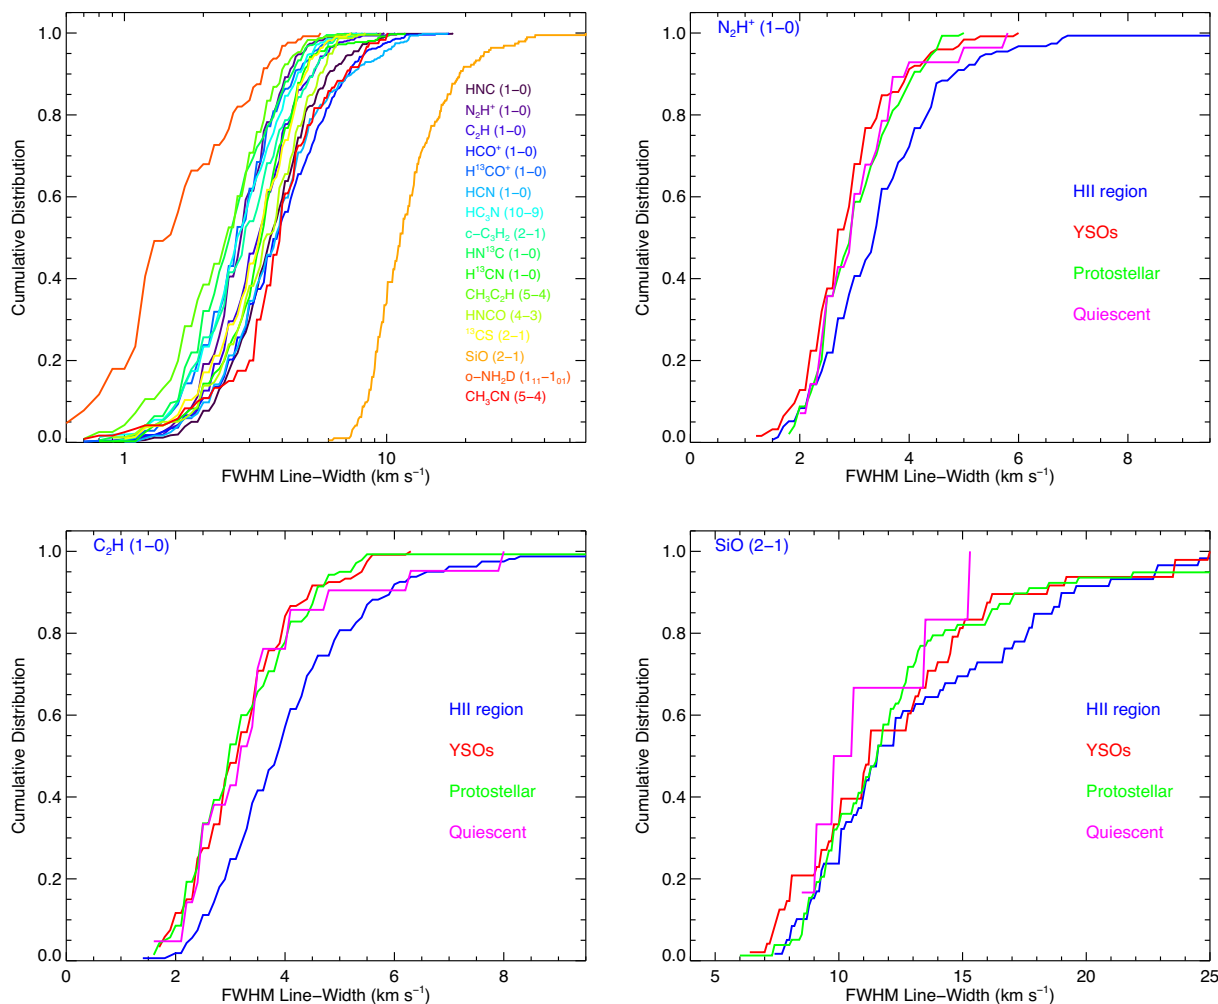 1.0
0.8
0.6
0.4
0.2
0.0
Cumulative Distribution
HNC (1−0)
N₂H⁺ (1−0)
C₂H (1−0)
HCO⁺ (1−0)
H¹³CO⁺ (1−0)
HCN (1−0)
HC₃N (10−9)
c−C₃H₂ (2−1)
HN¹³C (1−0)
H¹³CN (1−0)
CH₃C₂H (5−4)
HNCO (4−3)
¹³CS (2−1)
SiO (2−1)
o−NH₂D (1₁₁−1₀₁)
CH₃CN (5−4)
1 10
FWHM Line−Width (km s⁻¹)
N₂H⁺ (1−0)
1.0
0.8
0.6
0.4
0.2
0.0
Cumulative Distribution
HII region
YSOs
Protostellar
Quiescent
0 2 4 6 8
FWHM Line−Width (km s⁻¹)
C₂H (1−0)
1.0
0.8
0.6
0.4
0.2
0.0
Cumulative Distribution
HII region
YSOs
Protostellar
Quiescent
0 2 4 6 8
FWHM Line−Width (km s⁻¹)
SiO (2−1)
1.0
0.8
0.6
0.4
0.2
0.0
Cumulative Distribution
HII region
YSOs
Protostellar
Quiescent
5 10 15 20 25
FWHM Line−Width (km s⁻¹)